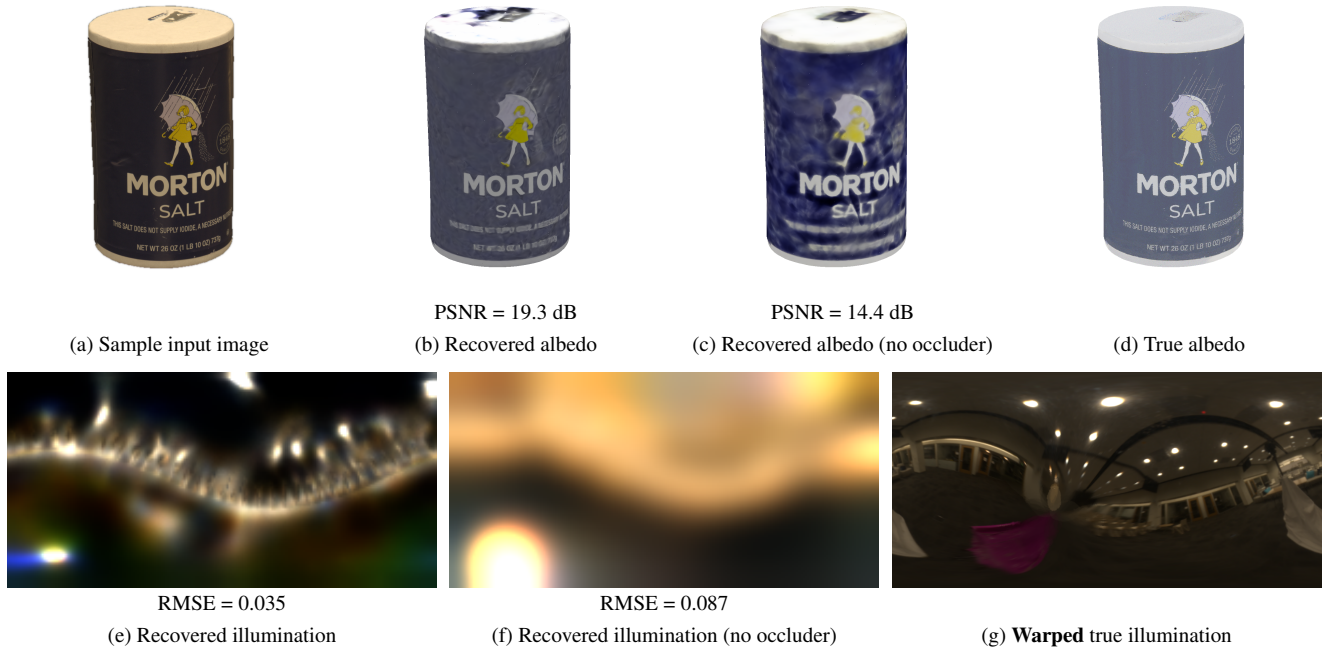 MORTON
SALT
THIS SALT DOES NOT SUPPLY IODIDE, A NECESSARY
NET WT 26 OZ (1 LB 10 OZ) 737g
MORTON
SALT
MORTON
SALT
MORTON
SALT
THIS SALT DOES NOT SUPPLY IODIDE, A NECESSARY
NET WT 26 OZ (1 LB 10 OZ) 737g
PSNR = 19.3 dB
PSNR = 14.4 dB
(a) Sample input image
(b) Recovered albedo
(c) Recovered albedo (no occluder)
(d) True albedo
RMSE = 0.035
RMSE = 0.087
(e) Recovered illumination
(f) Recovered illumination (no occluder)
(g) Warped true illumination